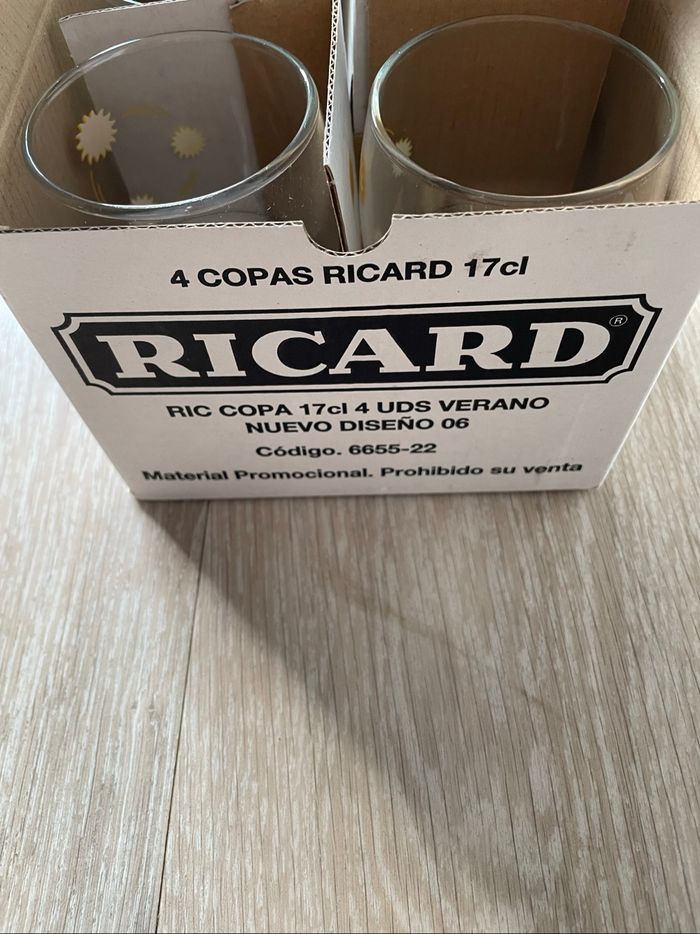 4 COPAS RICARD 17cl
RICARD®
RIC COPA 17cl 4 UDS VERANO
NUEVO DISEÑO 06
Código. 6655-22
Material Promocional. Prohibido su venta